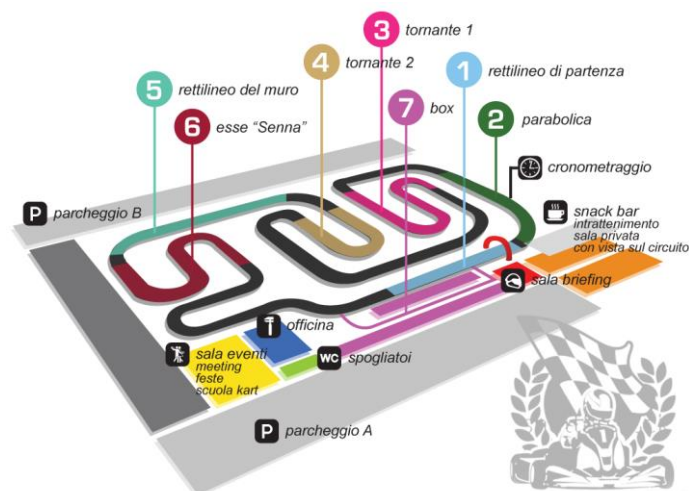 3 tornante 1
4 tornante 2
1 rettilineo di partenza
5 rettilineo del muro
7 box
6 esse "Senna"
2 parabolica
cronometraggio
P parcheggio B
snack bar
intrattenimento
sala privata
con vista sul circuito
sala briefing
officina
sala eventi
meeting
feste
scuola kart
WC spogliatoi
P parcheggio A